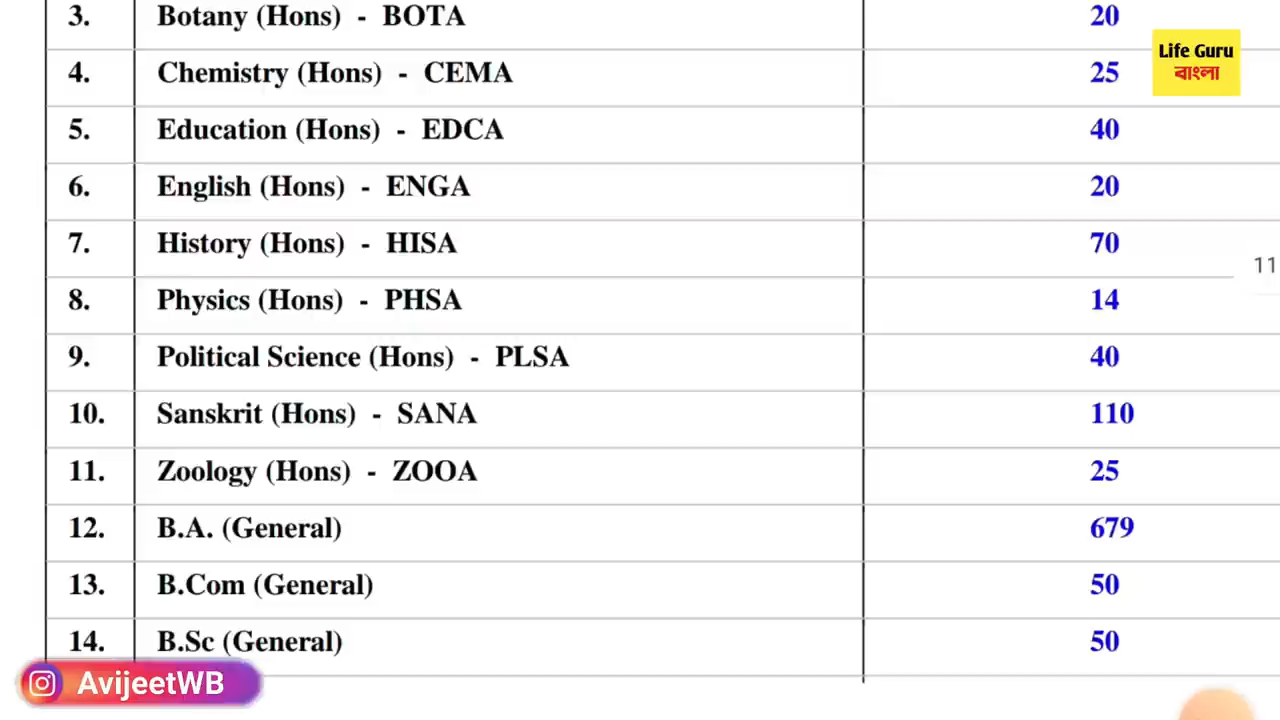 3. Botany (Hons) - BOTA 20
4. Chemistry (Hons) - CEMA 25
5. Education (Hons) - EDCA 40
6. English (Hons) - ENGA 20
7. History (Hons) - HISA 70
8. Physics (Hons) - PHSA 14
9. Political Science (Hons) - PLSA 40
10. Sanskrit (Hons) - SANA 110
11. Zoology (Hons) - ZOOA 25
12. B.A. (General) 679
13. B.Com (General) 50
14. B.Sc (General) 50
Life Guru
বাংলা
11
AvijeetWB